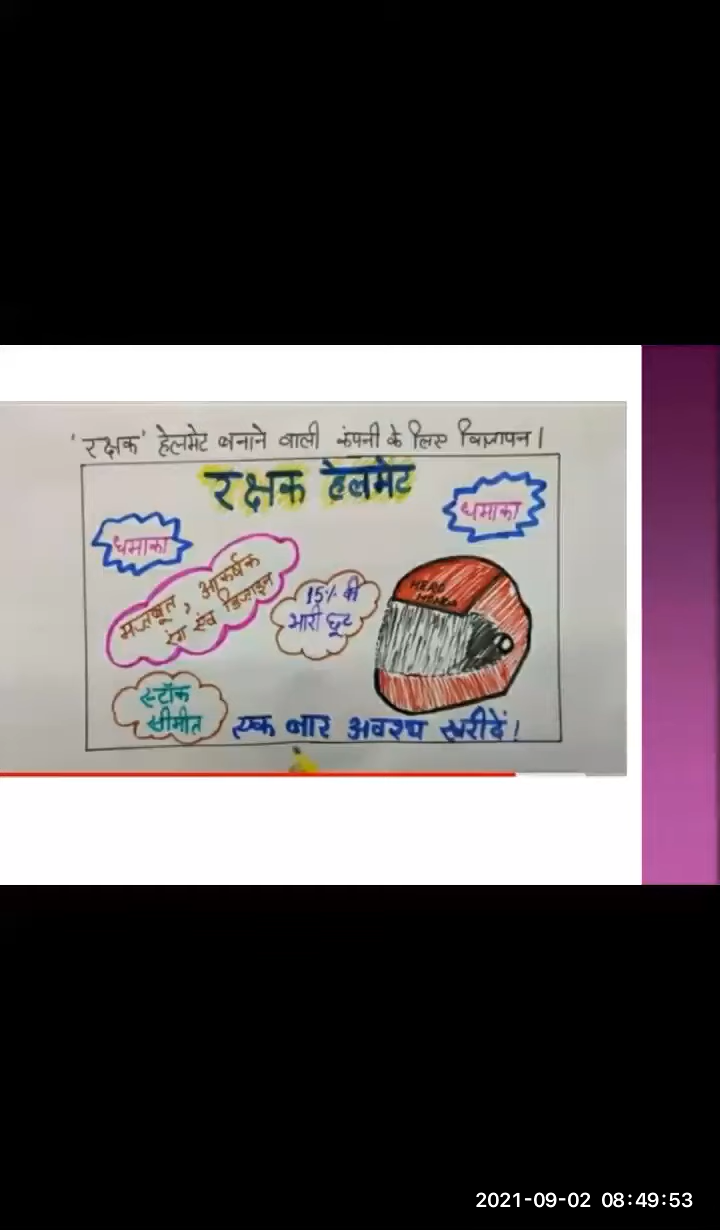 'रक्षक' हेलमेट बनाने वाली कंपनी के लिए विज्ञापन।
रक्षक हेलमेट
धमाका
धमाका
मजबूत, आकर्षक
रंग एंव डिज़ाइन
15% की
भारी छूट
HERO
स्टॉक
सीमीत
एक बार अवश्य खरीदें!
2021-09-02 08:49:53